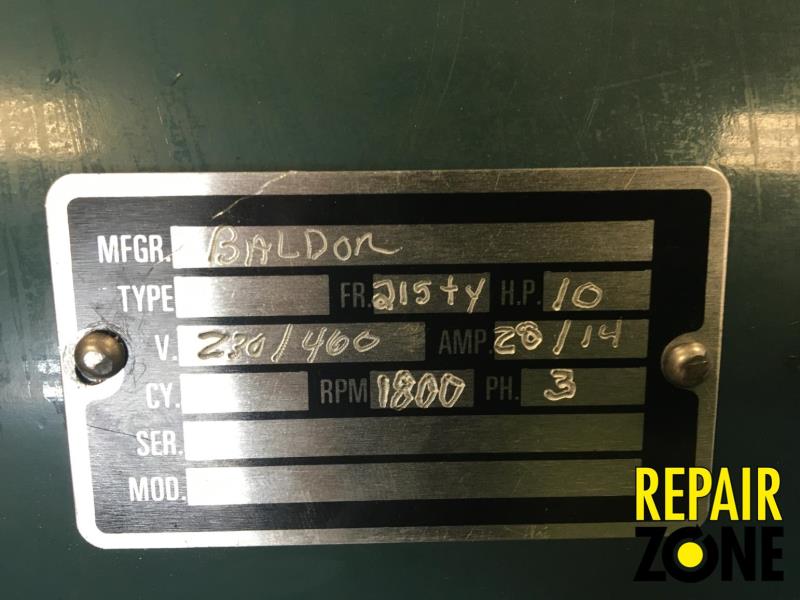 MFGR. BALDOR
TYPE FR. 215ty H.P. 10
V. 280/460 AMP. 28/14
CY. RPM 1800 PH. 3
SER.
MOD.
REPAIR
ZONE